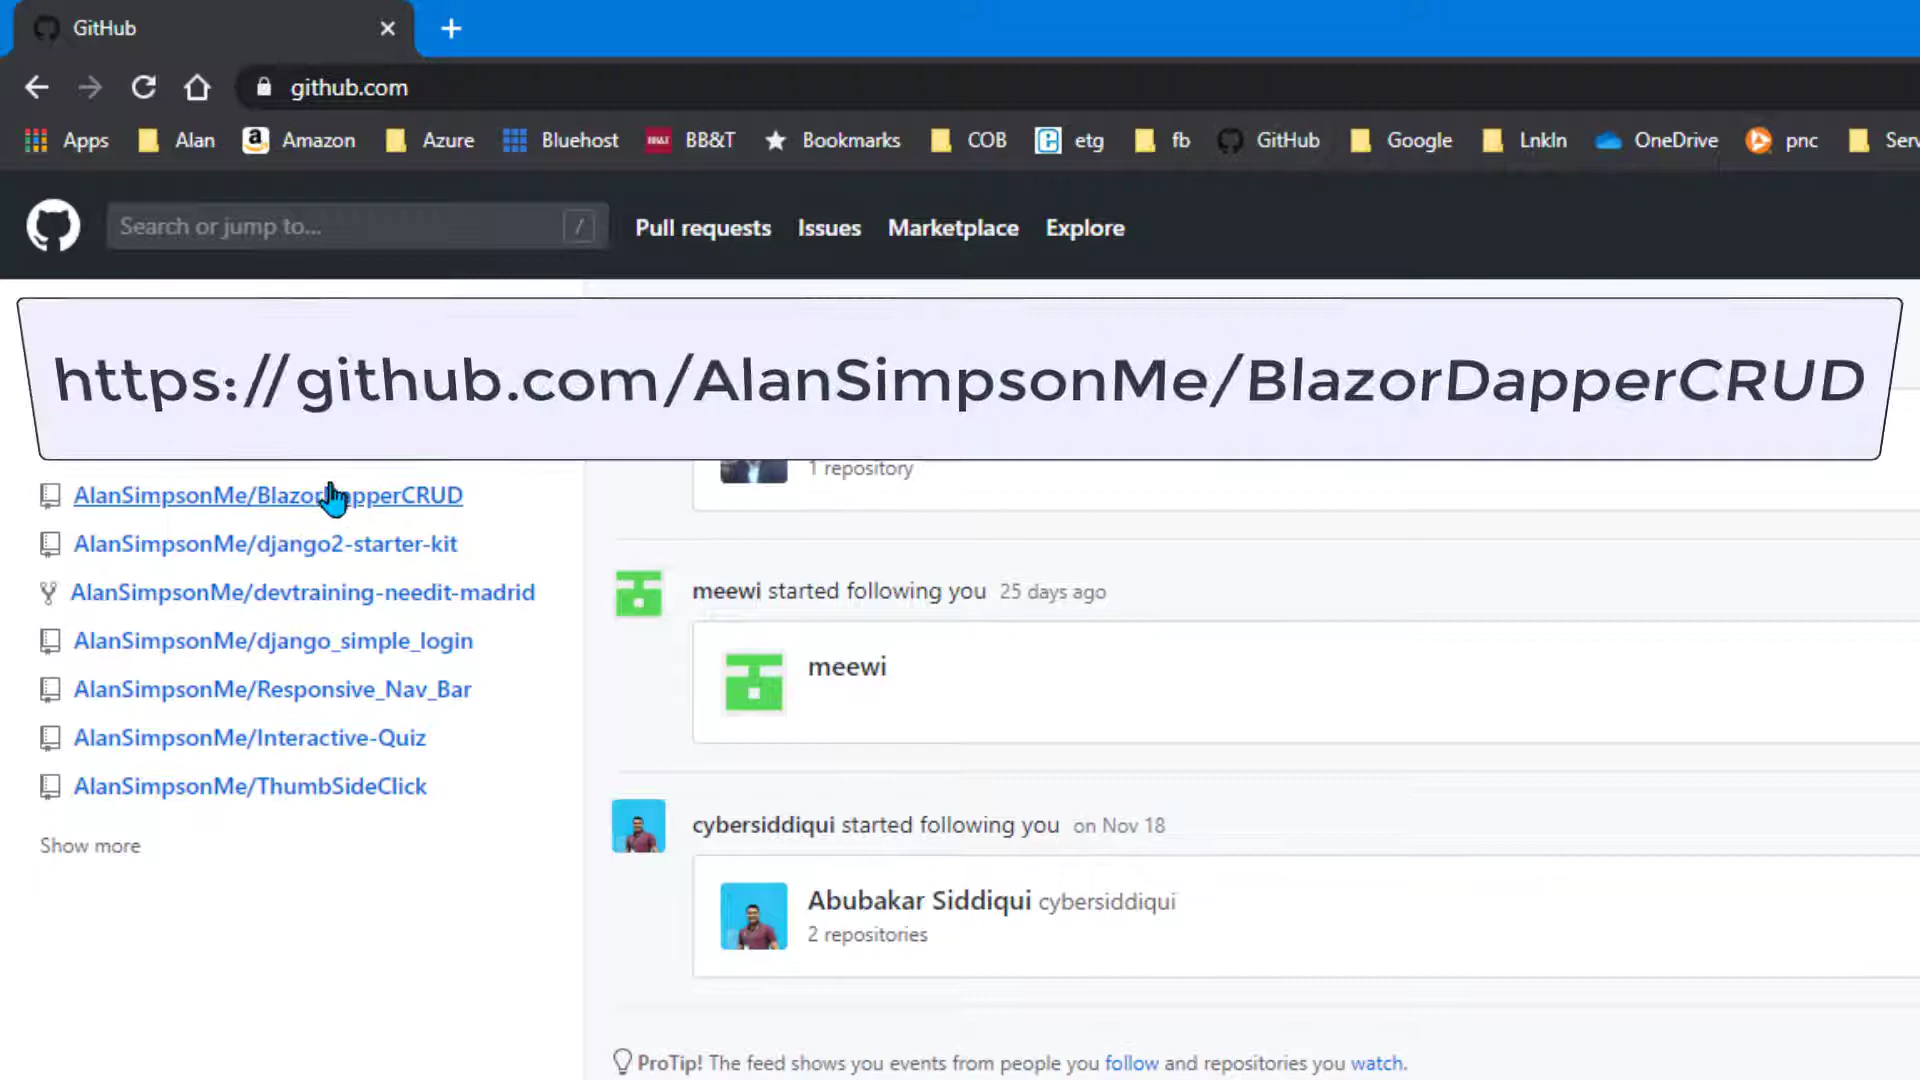 GitHub
github.com
Apps Alan Amazon Azure Bluehost BB&T Bookmarks COB etg fb GitHub Google LnkIn OneDrive pnc Serv
Search or jump to... /
Pull requests Issues Marketplace Explore
https://github.com/AlanSimpsonMe/BlazorDapperCRUD
AlanSimpsonMe/BlazorDapperCRUD
AlanSimpsonMe/django2-starter-kit
AlanSimpsonMe/devtraining-needit-madrid
AlanSimpsonMe/django_simple_login
AlanSimpsonMe/Responsive_Nav_Bar
AlanSimpsonMe/Interactive-Quiz
AlanSimpsonMe/ThumbSideClick
Show more
1 repository
meewi started following you 25 days ago
meewi
cybersiddiqui started following you on Nov 18
Abubakar Siddiqui cybersiddiqui
2 repositories
ProTip! The feed shows you events from people you follow and repositories you watch.